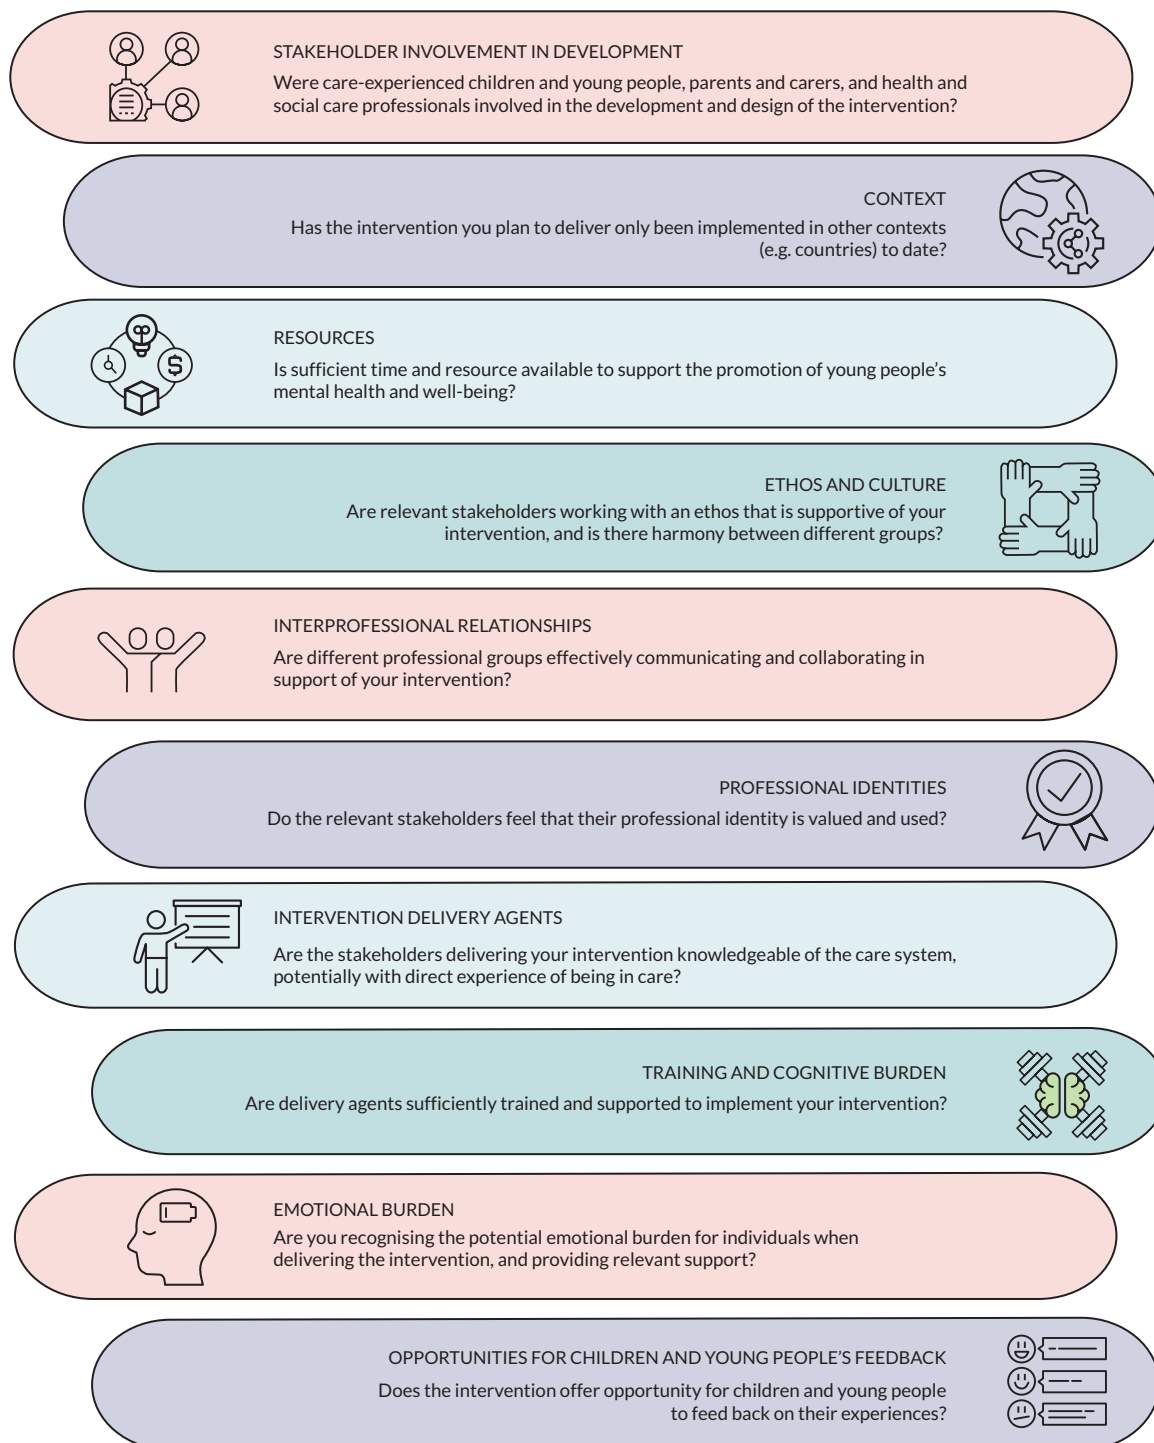 STAKEHOLDER INVOLVEMENT IN DEVELOPMENT
Were care-experienced children and young people, parents and carers, and health and
social care professionals involved in the development and design of the intervention?
CONTEXT
Has the intervention you plan to deliver only been implemented in other contexts
(e.g. countries) to date?
RESOURCES
Is sufficient time and resource available to support the promotion of young people’s
mental health and well-being?
ETHOS AND CULTURE
Are relevant stakeholders working with an ethos that is supportive of your
intervention, and is there harmony between different groups?
INTERPROFESSIONAL RELATIONSHIPS
Are different professional groups effectively communicating and collaborating in
support of your intervention?
PROFESSIONAL IDENTITIES
Do the relevant stakeholders feel that their professional identity is valued and used?
INTERVENTION DELIVERY AGENTS
Are the stakeholders delivering your intervention knowledgeable of the care system,
potentially with direct experience of being in care?
TRAINING AND COGNITIVE BURDEN
Are delivery agents sufficiently trained and supported to implement your intervention?
EMOTIONAL BURDEN
Are you recognising the potential emotional burden for individuals when
delivering the intervention, and providing relevant support?
OPPORTUNITIES FOR CHILDREN AND YOUNG PEOPLE’S FEEDBACK
Does the intervention offer opportunity for children and young people
to feed back on their experiences?